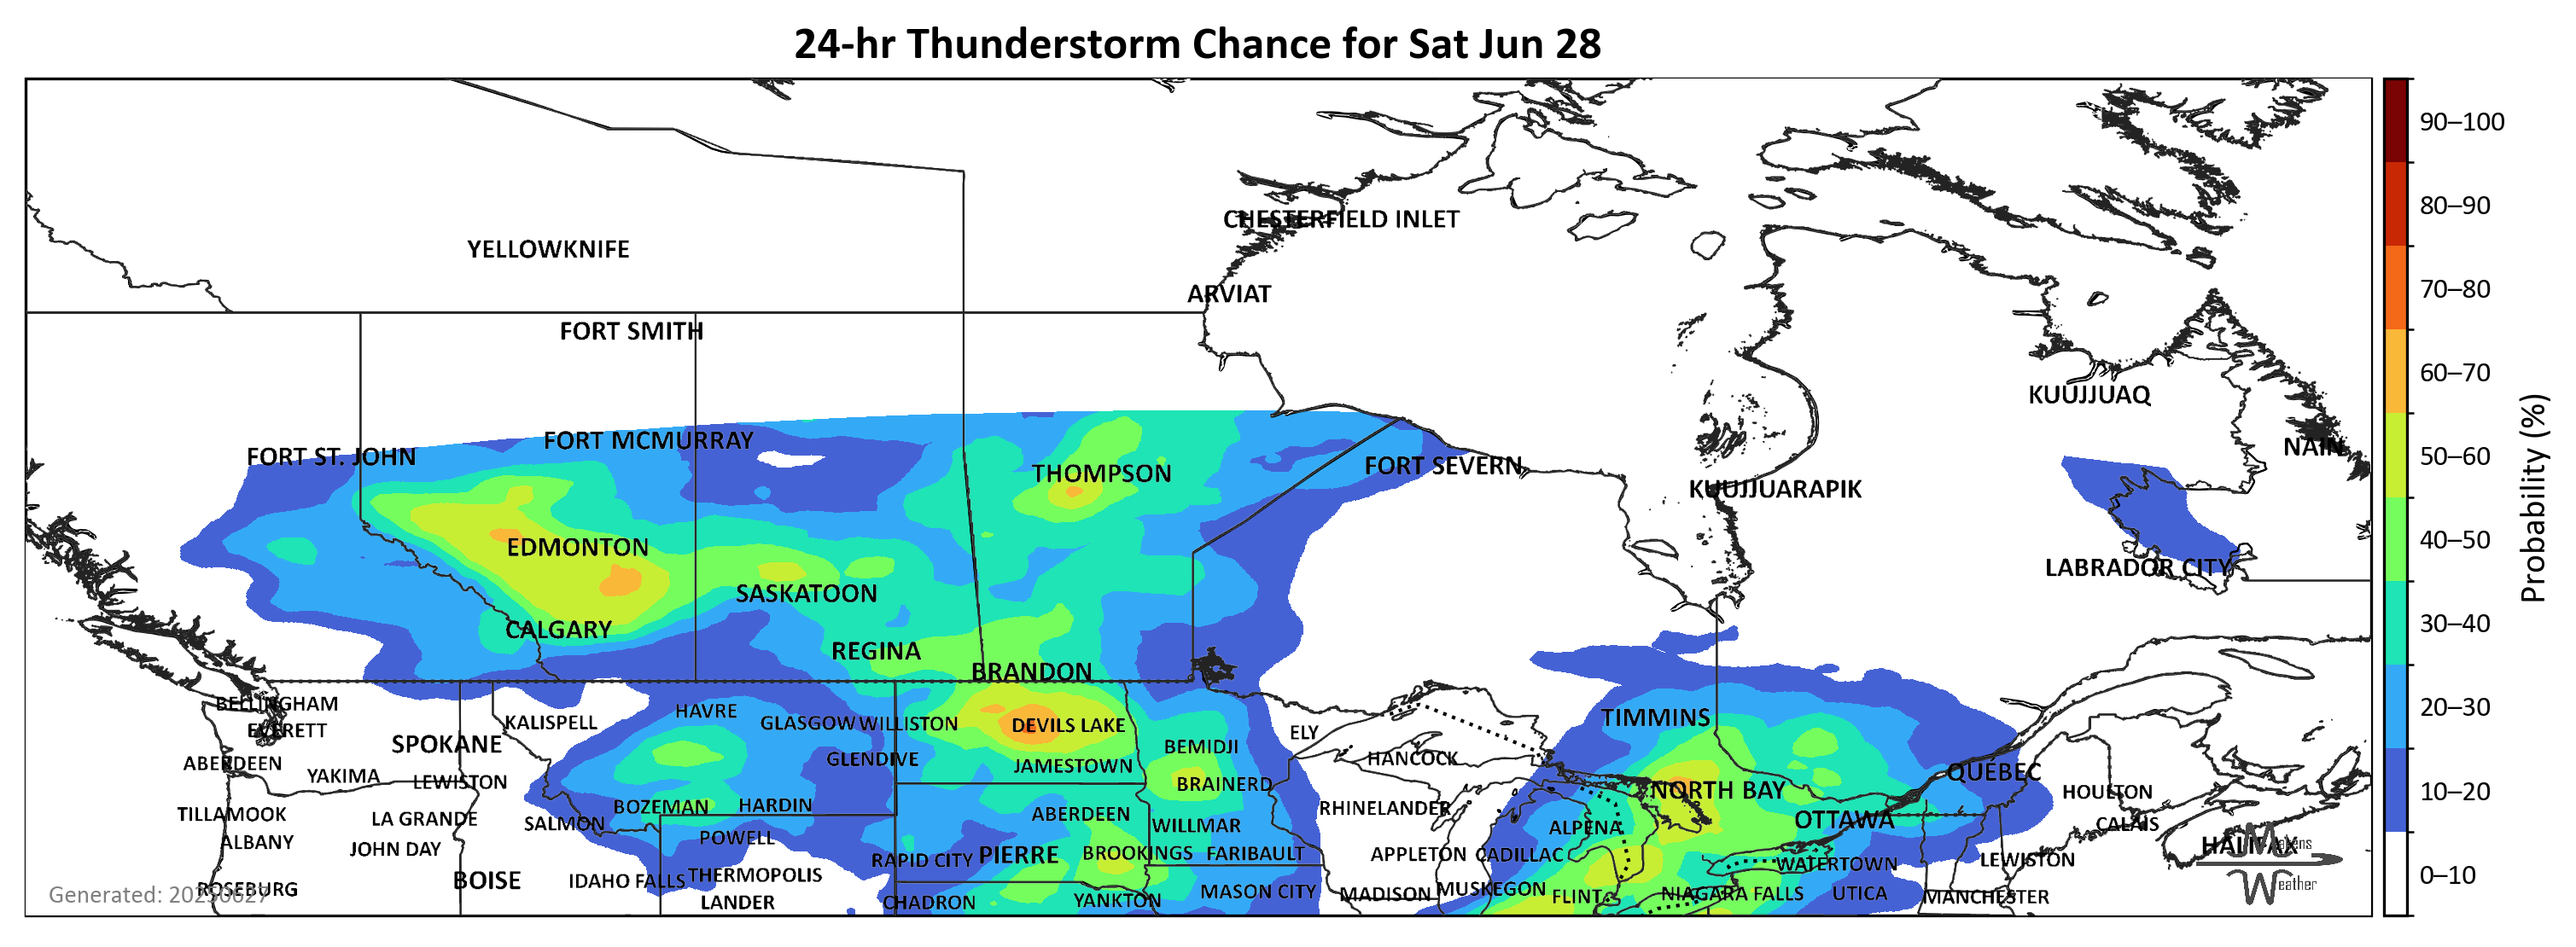 24-hr Thunderstorm Chance for Sat Jun 28
90–100
80–90
70–80
60–70
50–60
40–50
30–40
20–30
10–20
0–10
Probability (%)
CHESTERFIELD INLET
YELLOWKNIFE
ARVIAT
FORT SMITH
KUUJJUAQ
FORT MCMURRAY
NAIN
FORT ST. JOHN
FORT SEVERN
THOMPSON
KUUJJUARAPIK
EDMONTON
LABRADOR CITY
SASKATOON
CALGARY
REGINA
BRANDON
BELLINGHAM
HAVRE
KALISPELL
GLASGOW
WILLISTON
DEVILS LAKE
TIMMINS
EVERETT
ELY
SPOKANE
BEMIDJI
GLENDIVE
HANCOCK
ABERDEEN
JAMESTOWN
QUÉBEC
YAKIMA
LEWISTON
BRAINERD
NORTH BAY
HOULTON
BOZEMAN
HARDIN
RHINELANDER
TILLAMOOK
LA GRANDE
SALMON
ABERDEEN
WILLMAR
ALPENA
OTTAWA
CALAIS
ALBANY
POWELL
JOHN DAY
RAPID CITY
PIERRE
BROOKINGS
FARIBAULT
APPLETON
CADILLAC
HALIFAX
WATERTOWN
LEWISTON
BOISE
IDAHO FALLS
THERMOPOLIS
ROSEBURG
MASON CITY
MADISON
MUSKEGON
FLINT
NIAGARA FALLS
UTICA
MANCHESTER
LANDER
CHADRON
YANKTON
Generated: 20250627
Weather